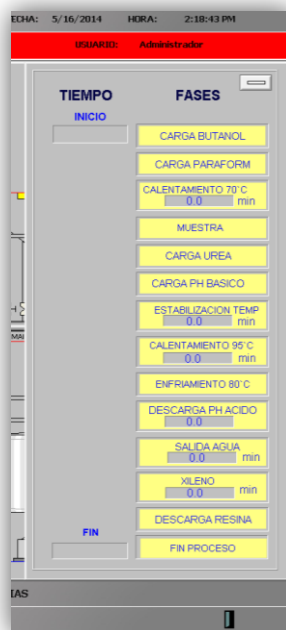 ECHA: 5/16/2014 HORA: 2:18:43 PM
USUARIO: Administrador
TIEMPO FASES
INICIO
CARGA BUTANOL
CARGA PARAFORM
CALENTAMIENTO 70°C
0.0 min
MUESTRA
CARGA UREA
CARGA PH BASICO
ESTABILIZACION TEMP
0.0 min
CALENTAMIENTO 95°C
0.0 min
ENFRIAMIENTO 80°C
DESCARGA PH ACIDO
0.0
SALIDA AGUA
0.0 min
XILENO
0.0 min
DESCARGA RESINA
FIN
FIN PROCESO
IAS